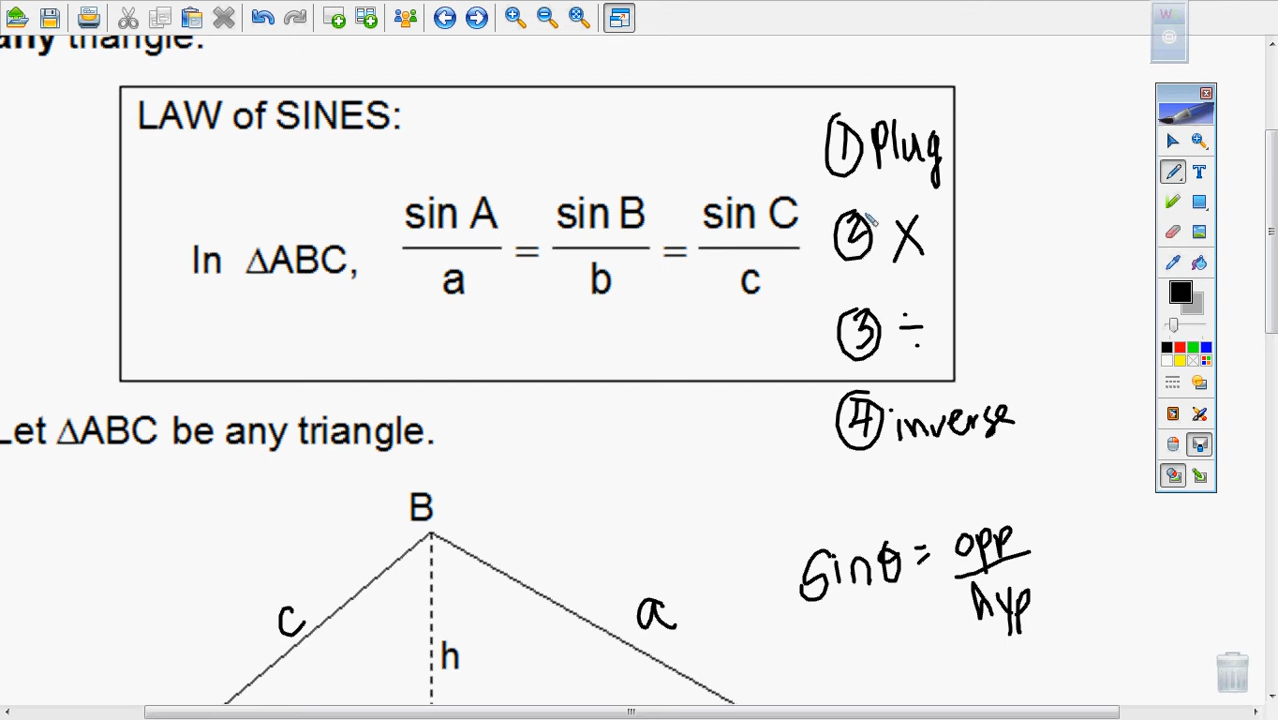 any triangle.
LAW of SINES:
In ΔABC, sin A / a = sin B / b = sin C / c
① Plug
② X
③ ÷
④ inverse
Let ΔABC be any triangle.
B
c
a
h
sinθ = opp / hyp
W
T